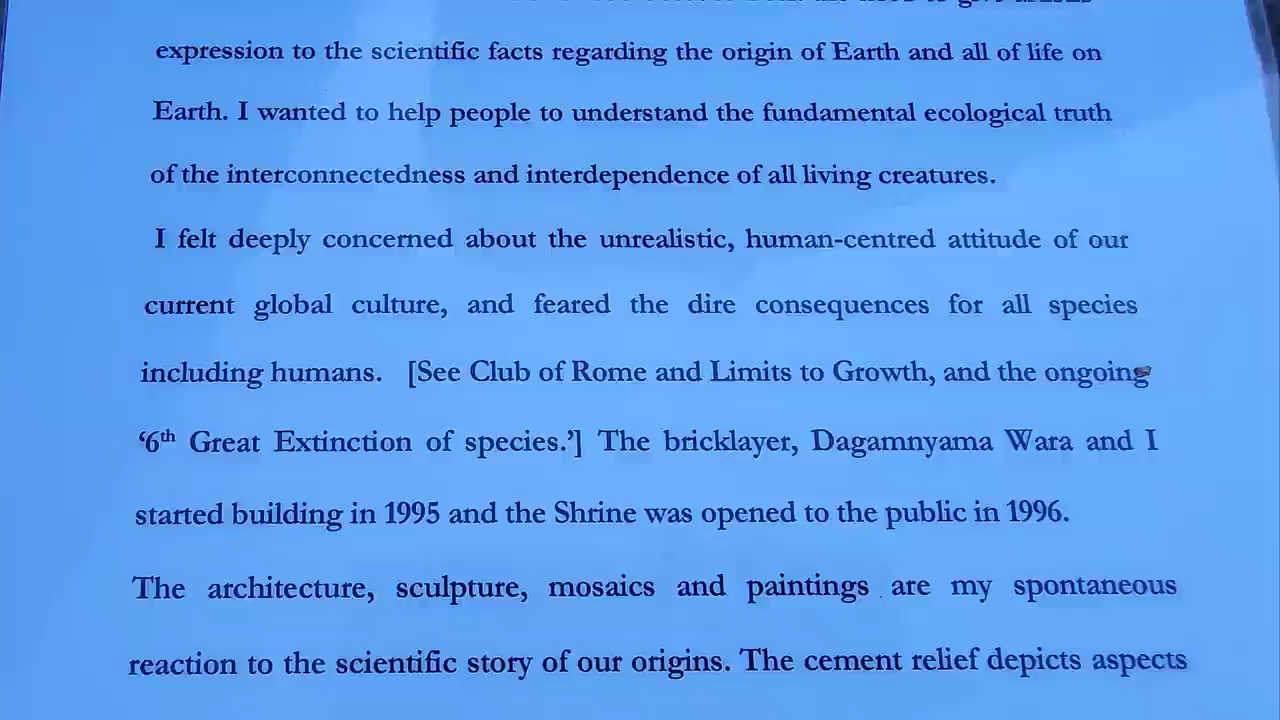 expression to the scientific facts regarding the origin of Earth and all of life on
Earth. I wanted to help people to understand the fundamental ecological truth
of the interconnectedness and interdependence of all living creatures.
I felt deeply concerned about the unrealistic, human-centred attitude of our
current global culture, and feared the dire consequences for all species
including humans. [See Club of Rome and Limits to Growth, and the ongoing
‘6th Great Extinction of species.’] The bricklayer, Dagamnyama Wara and I
started building in 1995 and the Shrine was opened to the public in 1996.
The architecture, sculpture, mosaics and paintings are my spontaneous
reaction to the scientific story of our origins. The cement relief depicts aspects